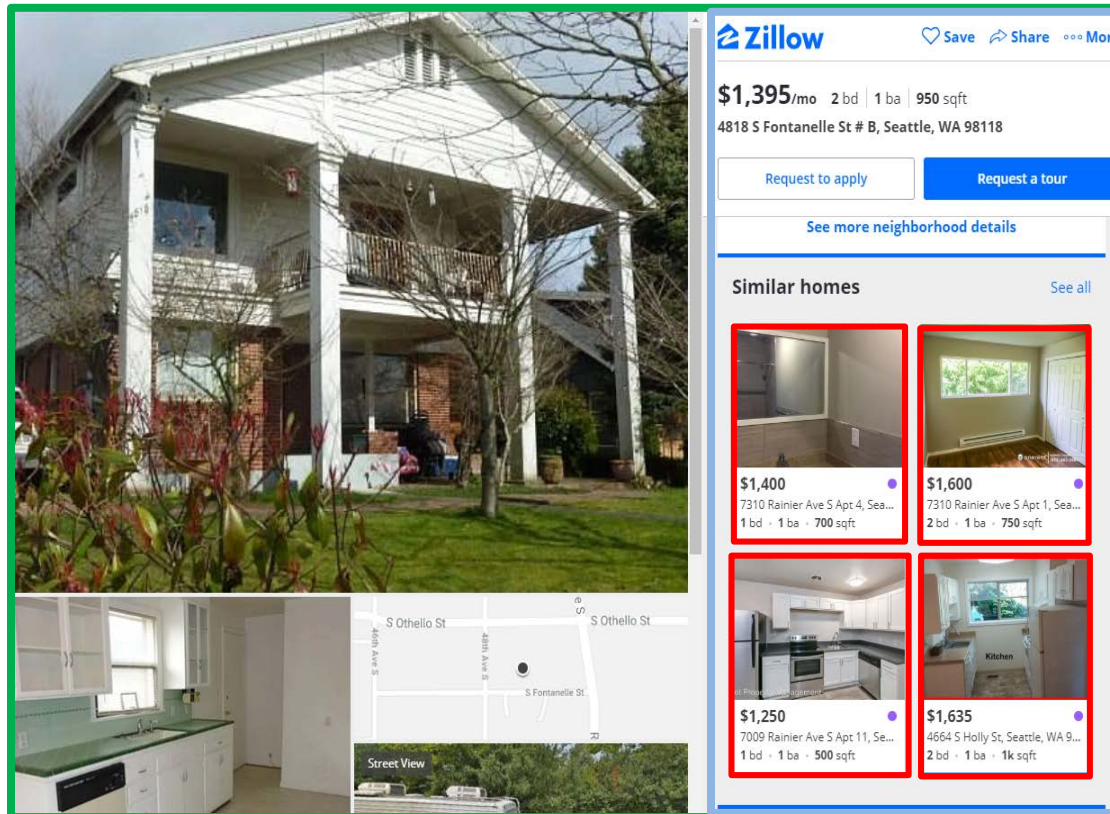 Zillow
Save Share Mor
$1,395/mo 2 bd 1 ba 950 sqft
4818 S Fontanelle St # B, Seattle, WA 98118
Request to apply
Request a tour
See more neighborhood details
Similar homes
See all
$1,400
7310 Rainier Ave S Apt 4, Sea...
1 bd · 1 ba · 700 sqft
$1,600
7310 Rainier Ave S Apt 1, Sea...
2 bd · 1 ba · 750 sqft
Kitchen
$1,250
7009 Rainier Ave S Apt 11, Se...
1 bd · 1 ba · 500 sqft
$1,635
4664 S Holly St, Seattle, WA 9...
2 bd · 1 ba · 1k sqft
S Othello St
S Othello St
e S
46th Ave S
48th Ave S
S Fontanelle St
R
Street View